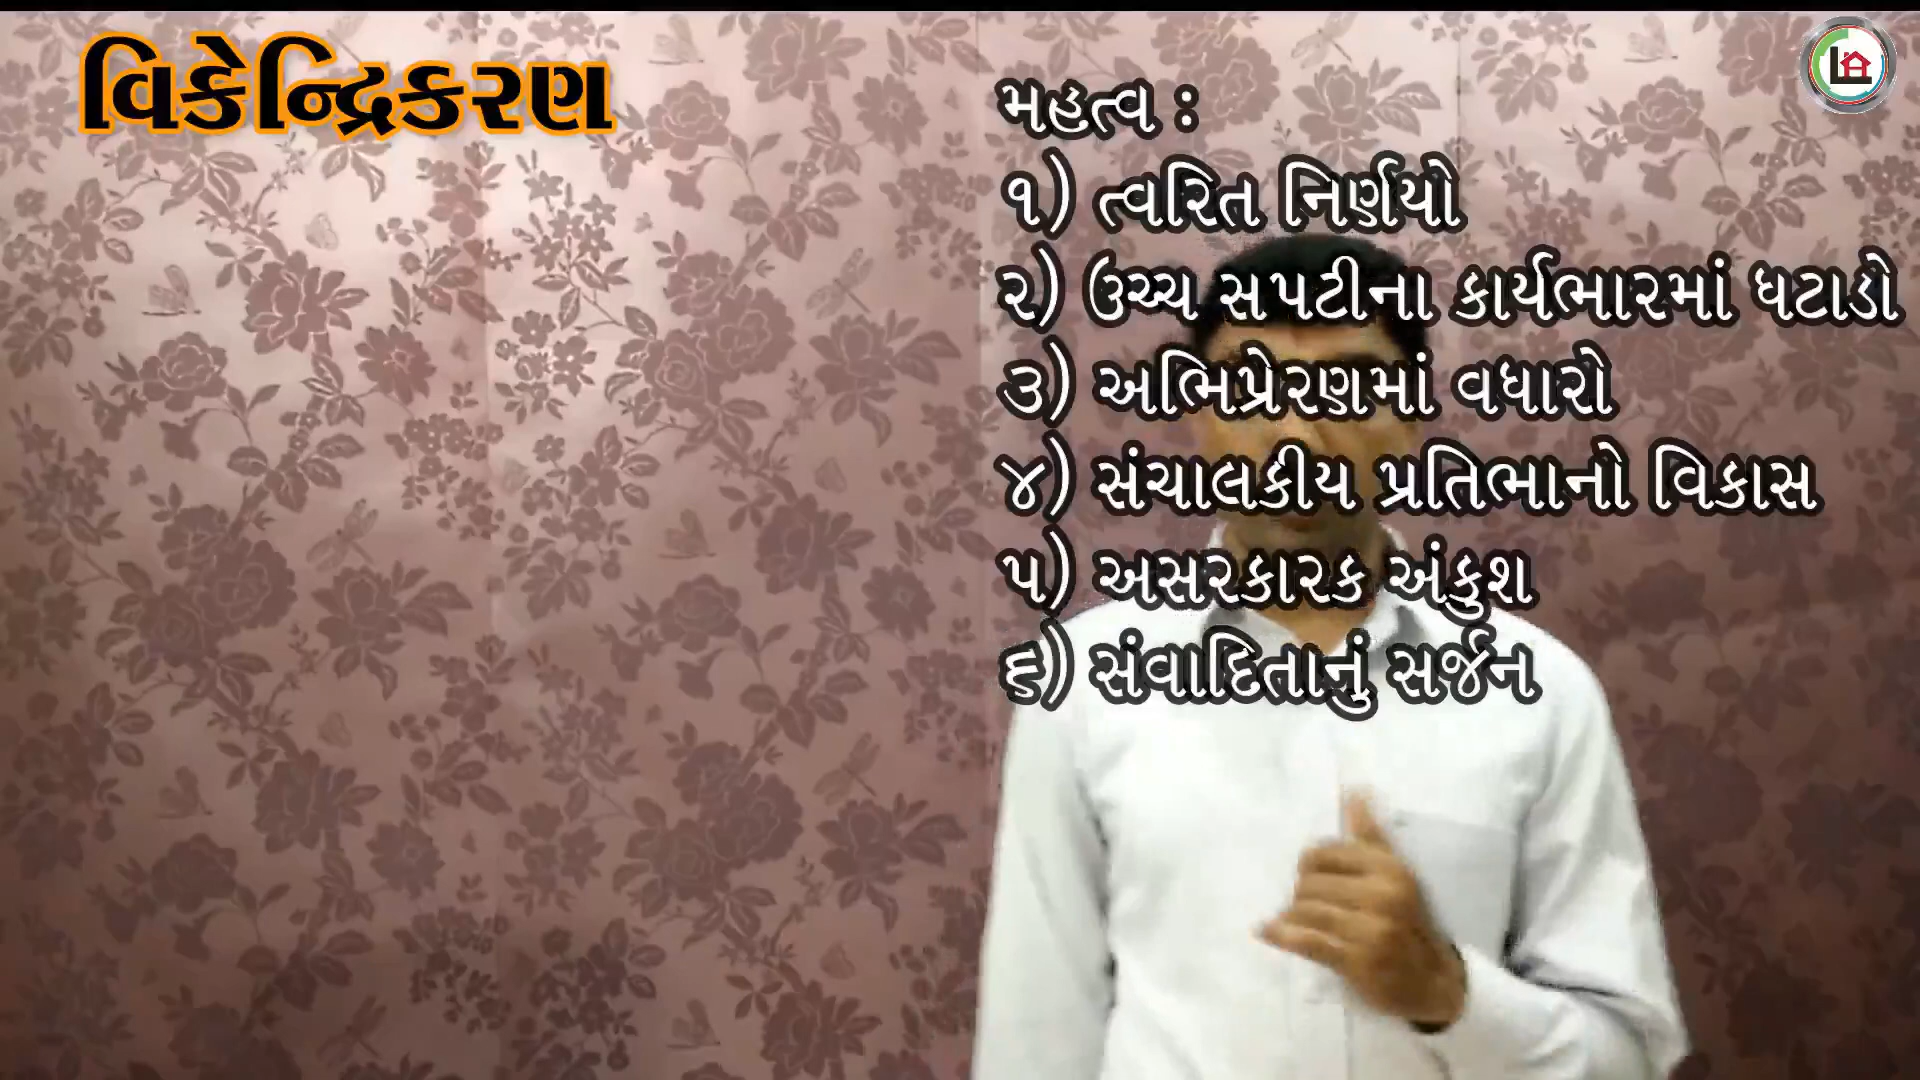 વિકેન્દ્રિકરણ
મહત્વ :
૧) ત્વરિત નિર્ણયો
૨) ઉચ્ચ સપટીના કાર્યભારમાં ધટાડો
૩) અભિપ્રેરણમાં વધારો
૪) સંચાલકીય પ્રતિભાનો વિકાસ
૫) અસરકારક અંકુશ
૬) સંવાદિતાનું સર્જન